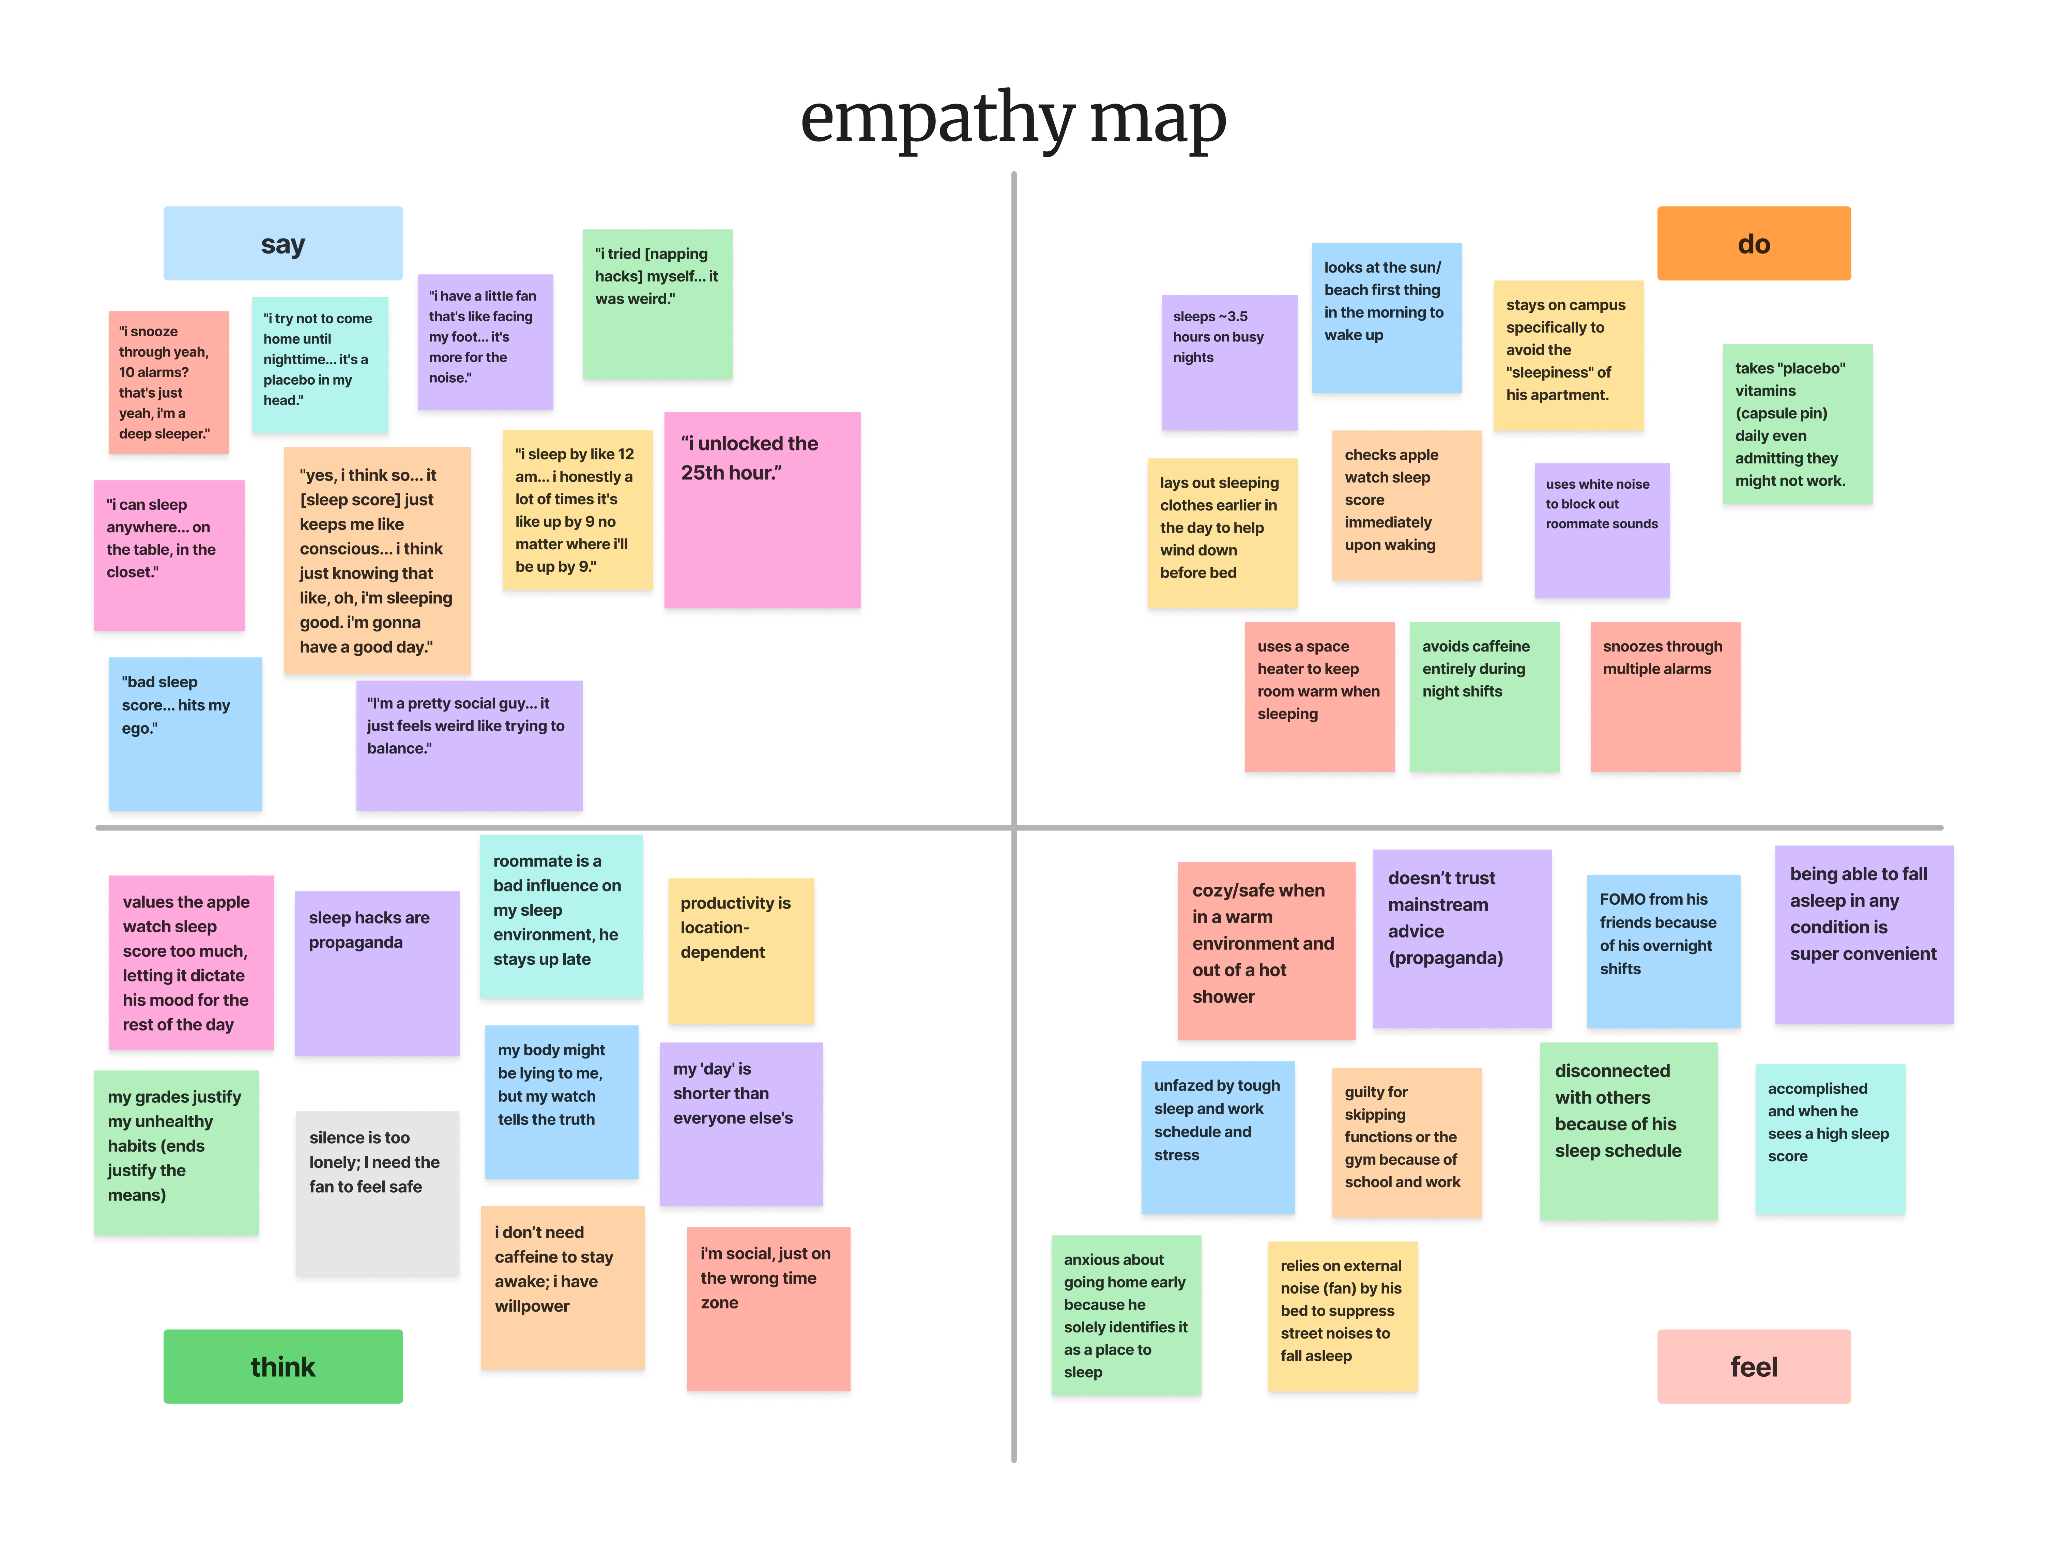 empathy map
say
"i snooze
through yeah,
10 alarms?
that's just
yeah, i'm a
deep sleeper."
"i try not to come
home until
nighttime... it's a
placebo in my
head."
"i have a little fan
that's like facing
my foot... it's
more for the
noise."
"i tried [napping
hacks] myself... it
was weird."
"i can sleep
anywhere... on
the table, in the
closet."
"yes, i think so... it
[sleep score] just
keeps me like
conscious... i think
just knowing that
like, oh, i'm sleeping
good. i'm gonna
have a good day."
"i sleep by like 12
am... i honestly a
lot of times it's
like up by 9 no
matter where i'll
be up by 9."
“i unlocked the
25th hour.”
"bad sleep
score... hits my
ego."
"I'm a pretty social guy... it
just feels weird like trying to
balance."
do
sleeps ~3.5
hours on busy
nights
looks at the sun/
beach first thing
in the morning to
wake up
stays on campus
specifically to
avoid the
"sleepiness" of
his apartment.
takes "placebo"
vitamins
(capsule pin)
daily even
admitting they
might not work.
lays out sleeping
clothes earlier in
the day to help
wind down
before bed
checks apple
watch sleep
score
immediately
upon waking
uses white noise
to block out
roommate sounds
uses a space
heater to keep
room warm when
sleeping
avoids caffeine
entirely during
night shifts
snoozes through
multiple alarms
values the apple
watch sleep
score too much,
letting it dictate
his mood for the
rest of the day
sleep hacks are
propaganda
roommate is a
bad influence on
my sleep
environment, he
stays up late
productivity is
location-
dependent
my grades justify
my unhealthy
habits (ends
justify the
means)
silence is too
lonely; I need the
fan to feel safe
my body might
be lying to me,
but my watch
tells the truth
my 'day' is
shorter than
everyone else's
i don’t need
caffeine to stay
awake; i have
willpower
i'm social, just on
the wrong time
zone
think
cozy/safe when
in a warm
environment and
out of a hot
shower
doesn’t trust
mainstream
advice
(propaganda)
FOMO from his
friends because
of his overnight
shifts
being able to fall
asleep in any
condition is
super convenient
unfazed by tough
sleep and work
schedule and
stress
guilty for
skipping
functions or the
gym because of
school and work
disconnected
with others
because of his
sleep schedule
accomplished
and when he
sees a high sleep
score
anxious about
going home early
because he
solely identifies it
as a place to
sleep
relies on external
noise (fan) by his
bed to suppress
street noises to
fall asleep
feel